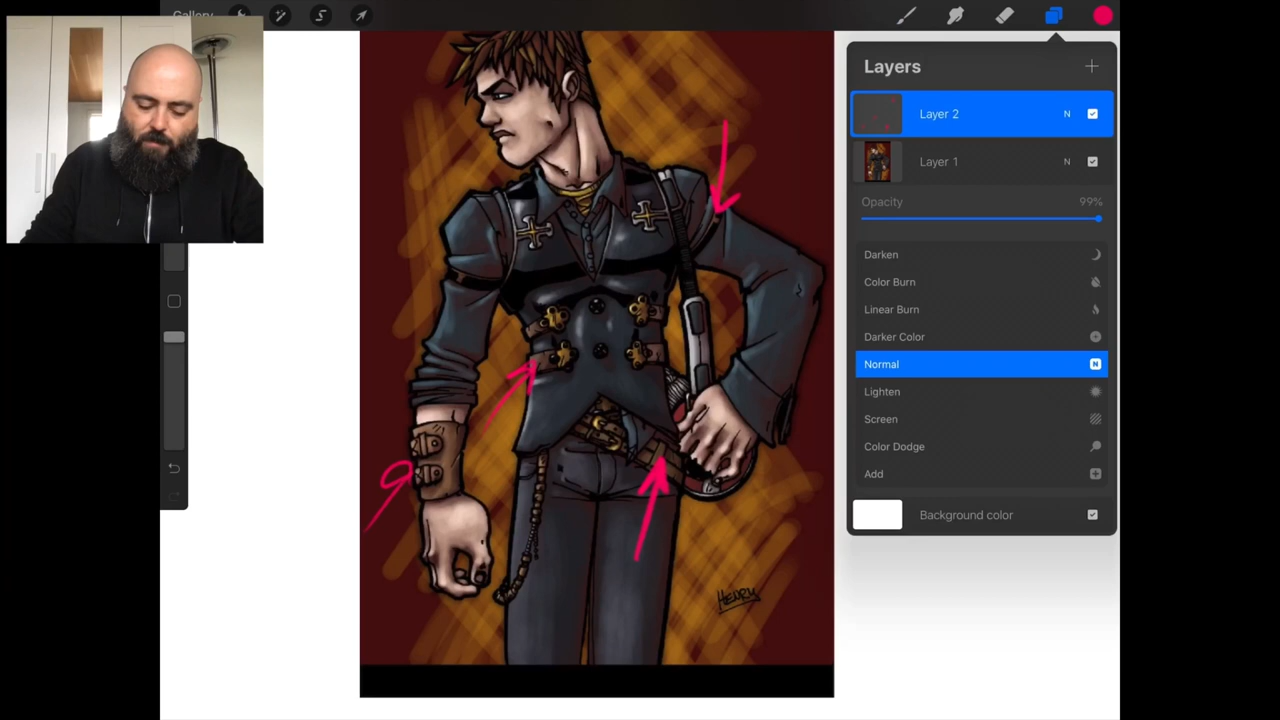 Gallery
Layers
Layer 2 N
Layer 1 N
Opacity 99%
Darken
Color Burn
Linear Burn
Darker Color
Normal N
Lighten
Screen
Color Dodge
Add
Background color
HENRY